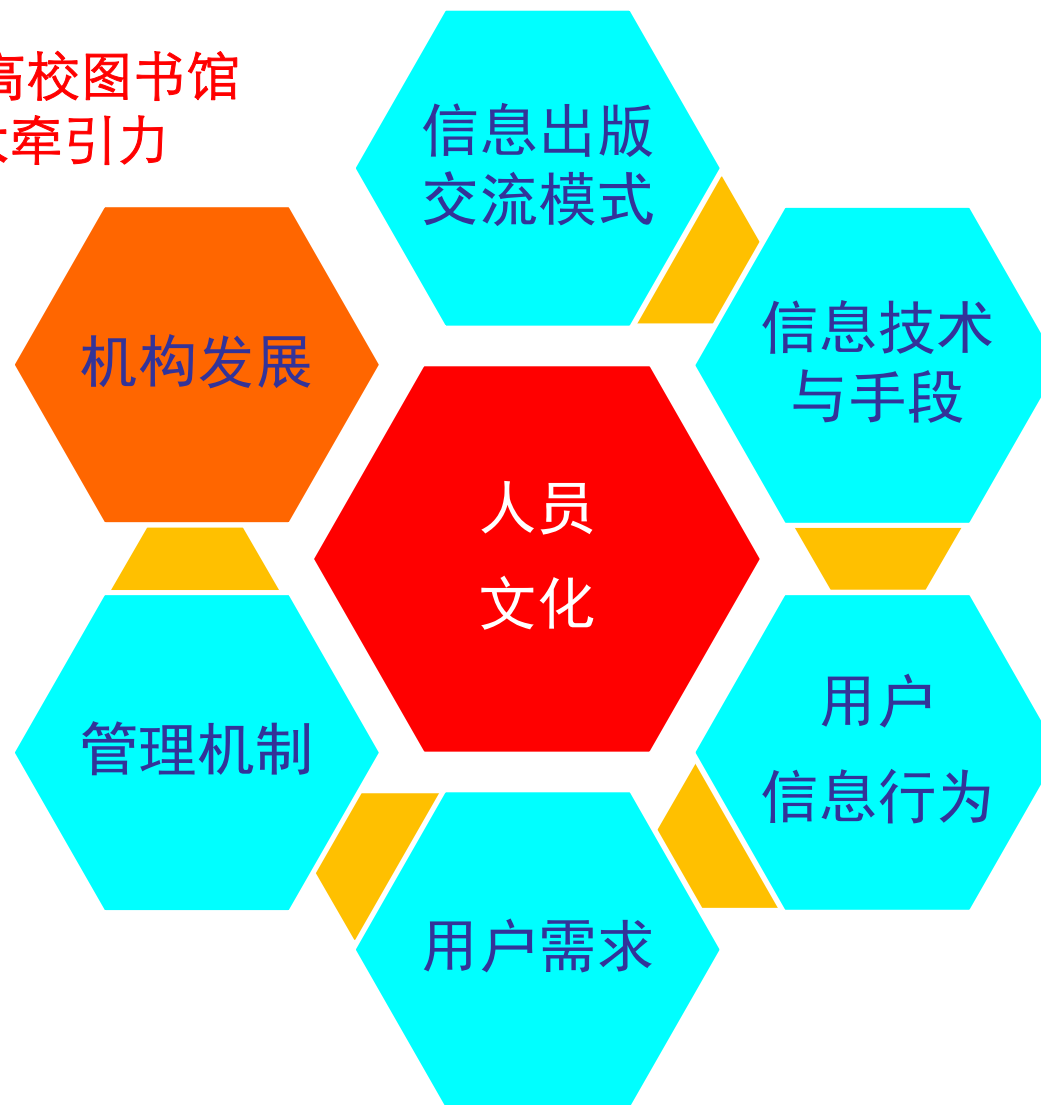 高校图书馆
牵引力
信息出版
交流模式
信息技术
与手段
机构发展
人员
文化
用户
信息行为
管理机制
用户需求